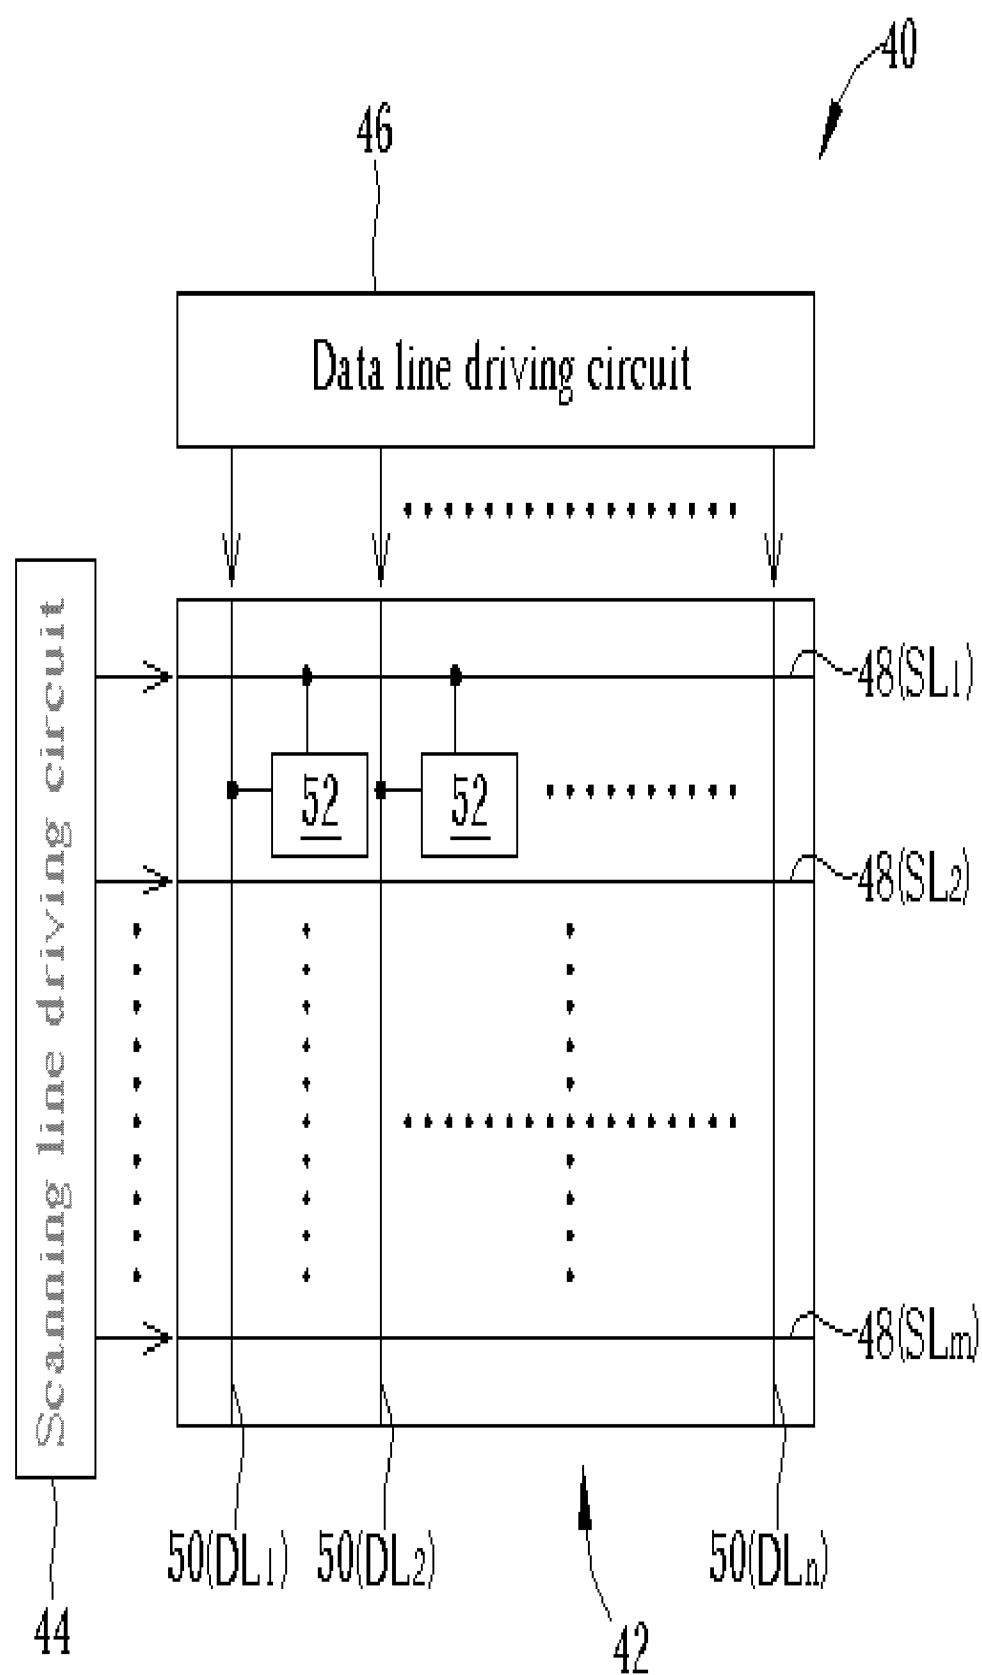 40
46
Data line driving circuit
Scanning line driving circuit
48(SL1)
52 52
48(SL2)
48(SLm)
50(DL1) 50(DL2) 50(DLn)
44
42